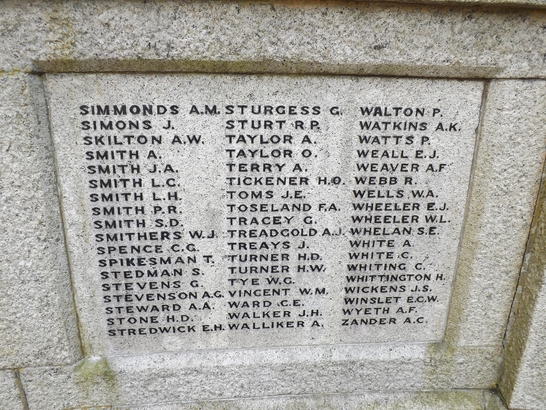 SIMMONDS A.M. STURGESS G. WALTON P.
SIMONS J. STURT R.P. WATKINS A.K.
SKILTON A.W. TAYLOR A. WATTS P.
SMITH A. TAYLOR O. WEALL E.J.
SMITH J.A. TERRY A. WEAVER A.F.
SMITH L.C. TICKENER H.O. WEBB R.
SMITH L.H. TOMS J.E. WELLS W.A.
SMITH P.R. TOSELAND F.A. WHEELER E.J.
SMITH S.D. TRACEY G. WHEELER W.L.
SMITHERS W.J. TREADGOLD A.J. WHELAN S.E.
SPENCE C.G. TREAYS J. WHITE A.
SPIKESMAN T. TURNER H.D. WHITE C.
STEDMAN S. TURNER H.W. WHITING C.
STEVENS G. TYE W.G. WHITTINGTON H.
STEVENSON A.G. VINCENT W.M. WICKENS J.S.
STEWARD A.A. WARD C.E. WINSLET E.C.W.
STONE H.D. WALKER J.H. WYETH A.F.
STREDWICK E.H. WALLIKER A. ZANDER A.C.